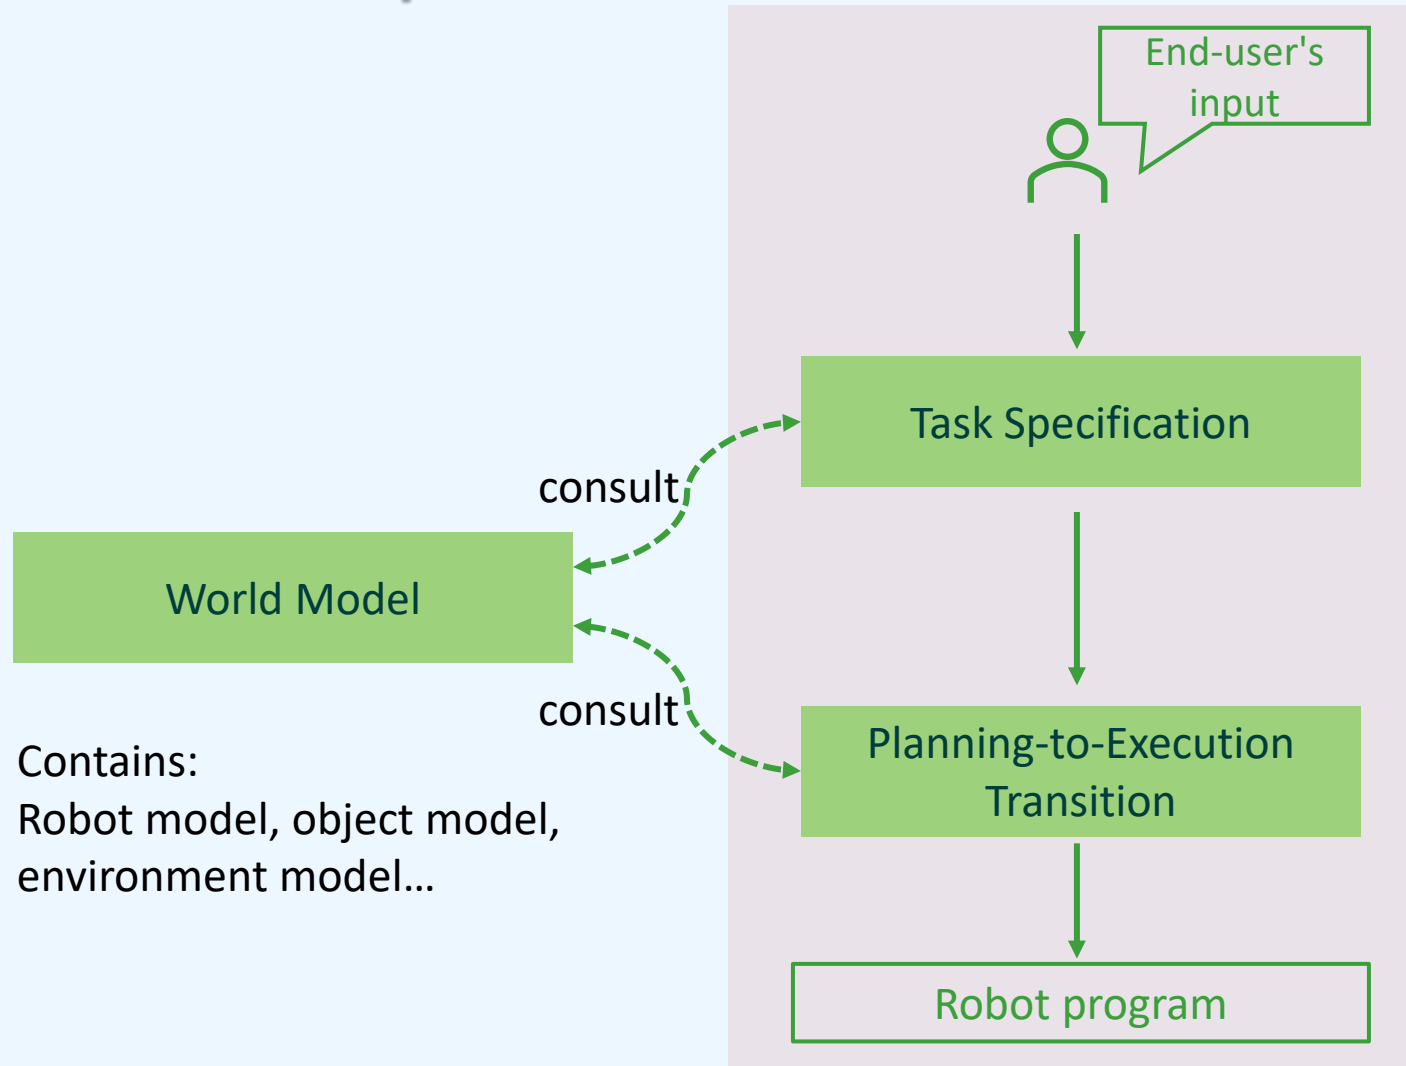 End-user's
input
Task Specification
consult
World Model
consult
Contains:
Robot model, object model,
environment model…
Planning-to-Execution
Transition
Robot program